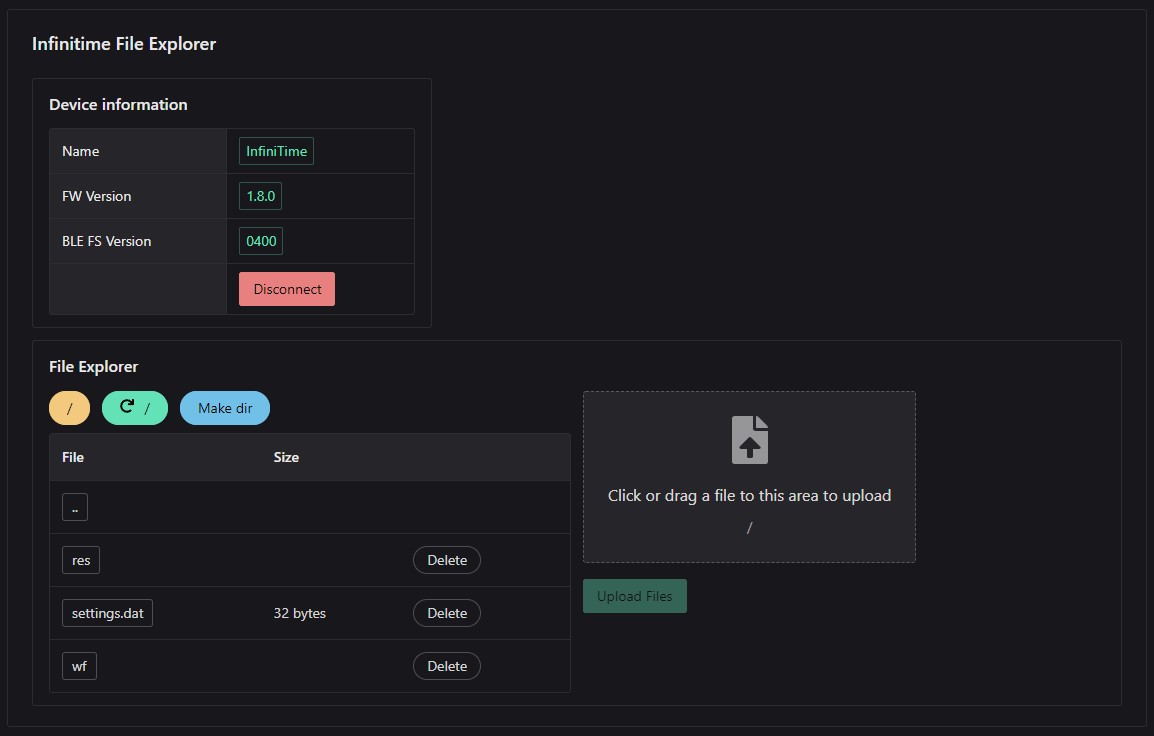 Infinitime File Explorer
Device information
Name InfiniTime
FW Version 1.8.0
BLE FS Version 0400
Disconnect
File Explorer
/ / Make dir
File Size
..
res Delete
settings.dat 32 bytes Delete
wf Delete
Click or drag a file to this area to upload
/
Upload Files